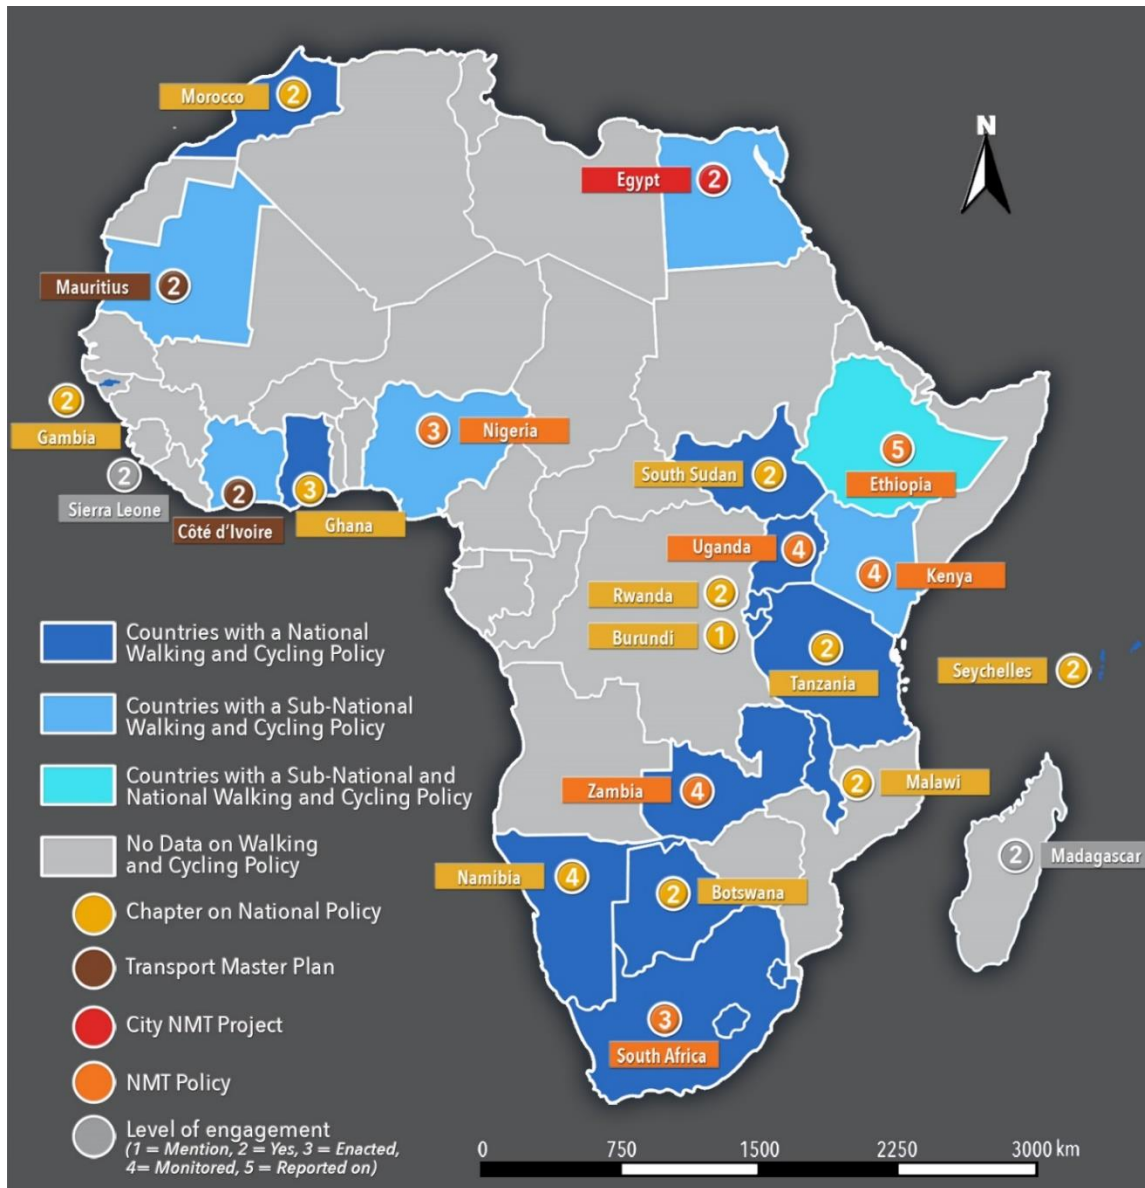 Morocco
2
N
Egypt
2
Mauritius
2
2
Gambia
3
Nigeria
2
Sierra Leone
2
Côté d'Ivoire
3
Ghana
South Sudan
2
5
Ethiopia
Uganda
4
4
Kenya
Rwanda
2
Burundi
1
2
Tanzania
Seychelles
2
Zambia
4
2
Malawi
Namibia
4
2
Botswana
2
Madagascar
3
South Africa
Countries with a National
Walking and Cycling Policy
Countries with a Sub-National
Walking and Cycling Policy
Countries with a Sub-National and
National Walking and Cycling Policy
No Data on Walking
and Cycling Policy
Chapter on National Policy
Transport Master Plan
City NMT Project
NMT Policy
Level of engagement
(1 = Mention, 2 = Yes, 3 = Enacted,
4= Monitored, 5 = Reported on)
0 750 1500 2250 3000 km